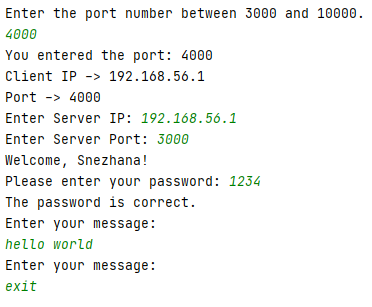 Enter the port number between 3000 and 10000.
4000
You entered the port: 4000
Client IP -> 192.168.56.1
Port -> 4000
Enter Server IP: 192.168.56.1
Enter Server Port: 3000
Welcome, Snezhana!
Please enter your password: 1234
The password is correct.
Enter your message:
hello world
Enter your message:
exit